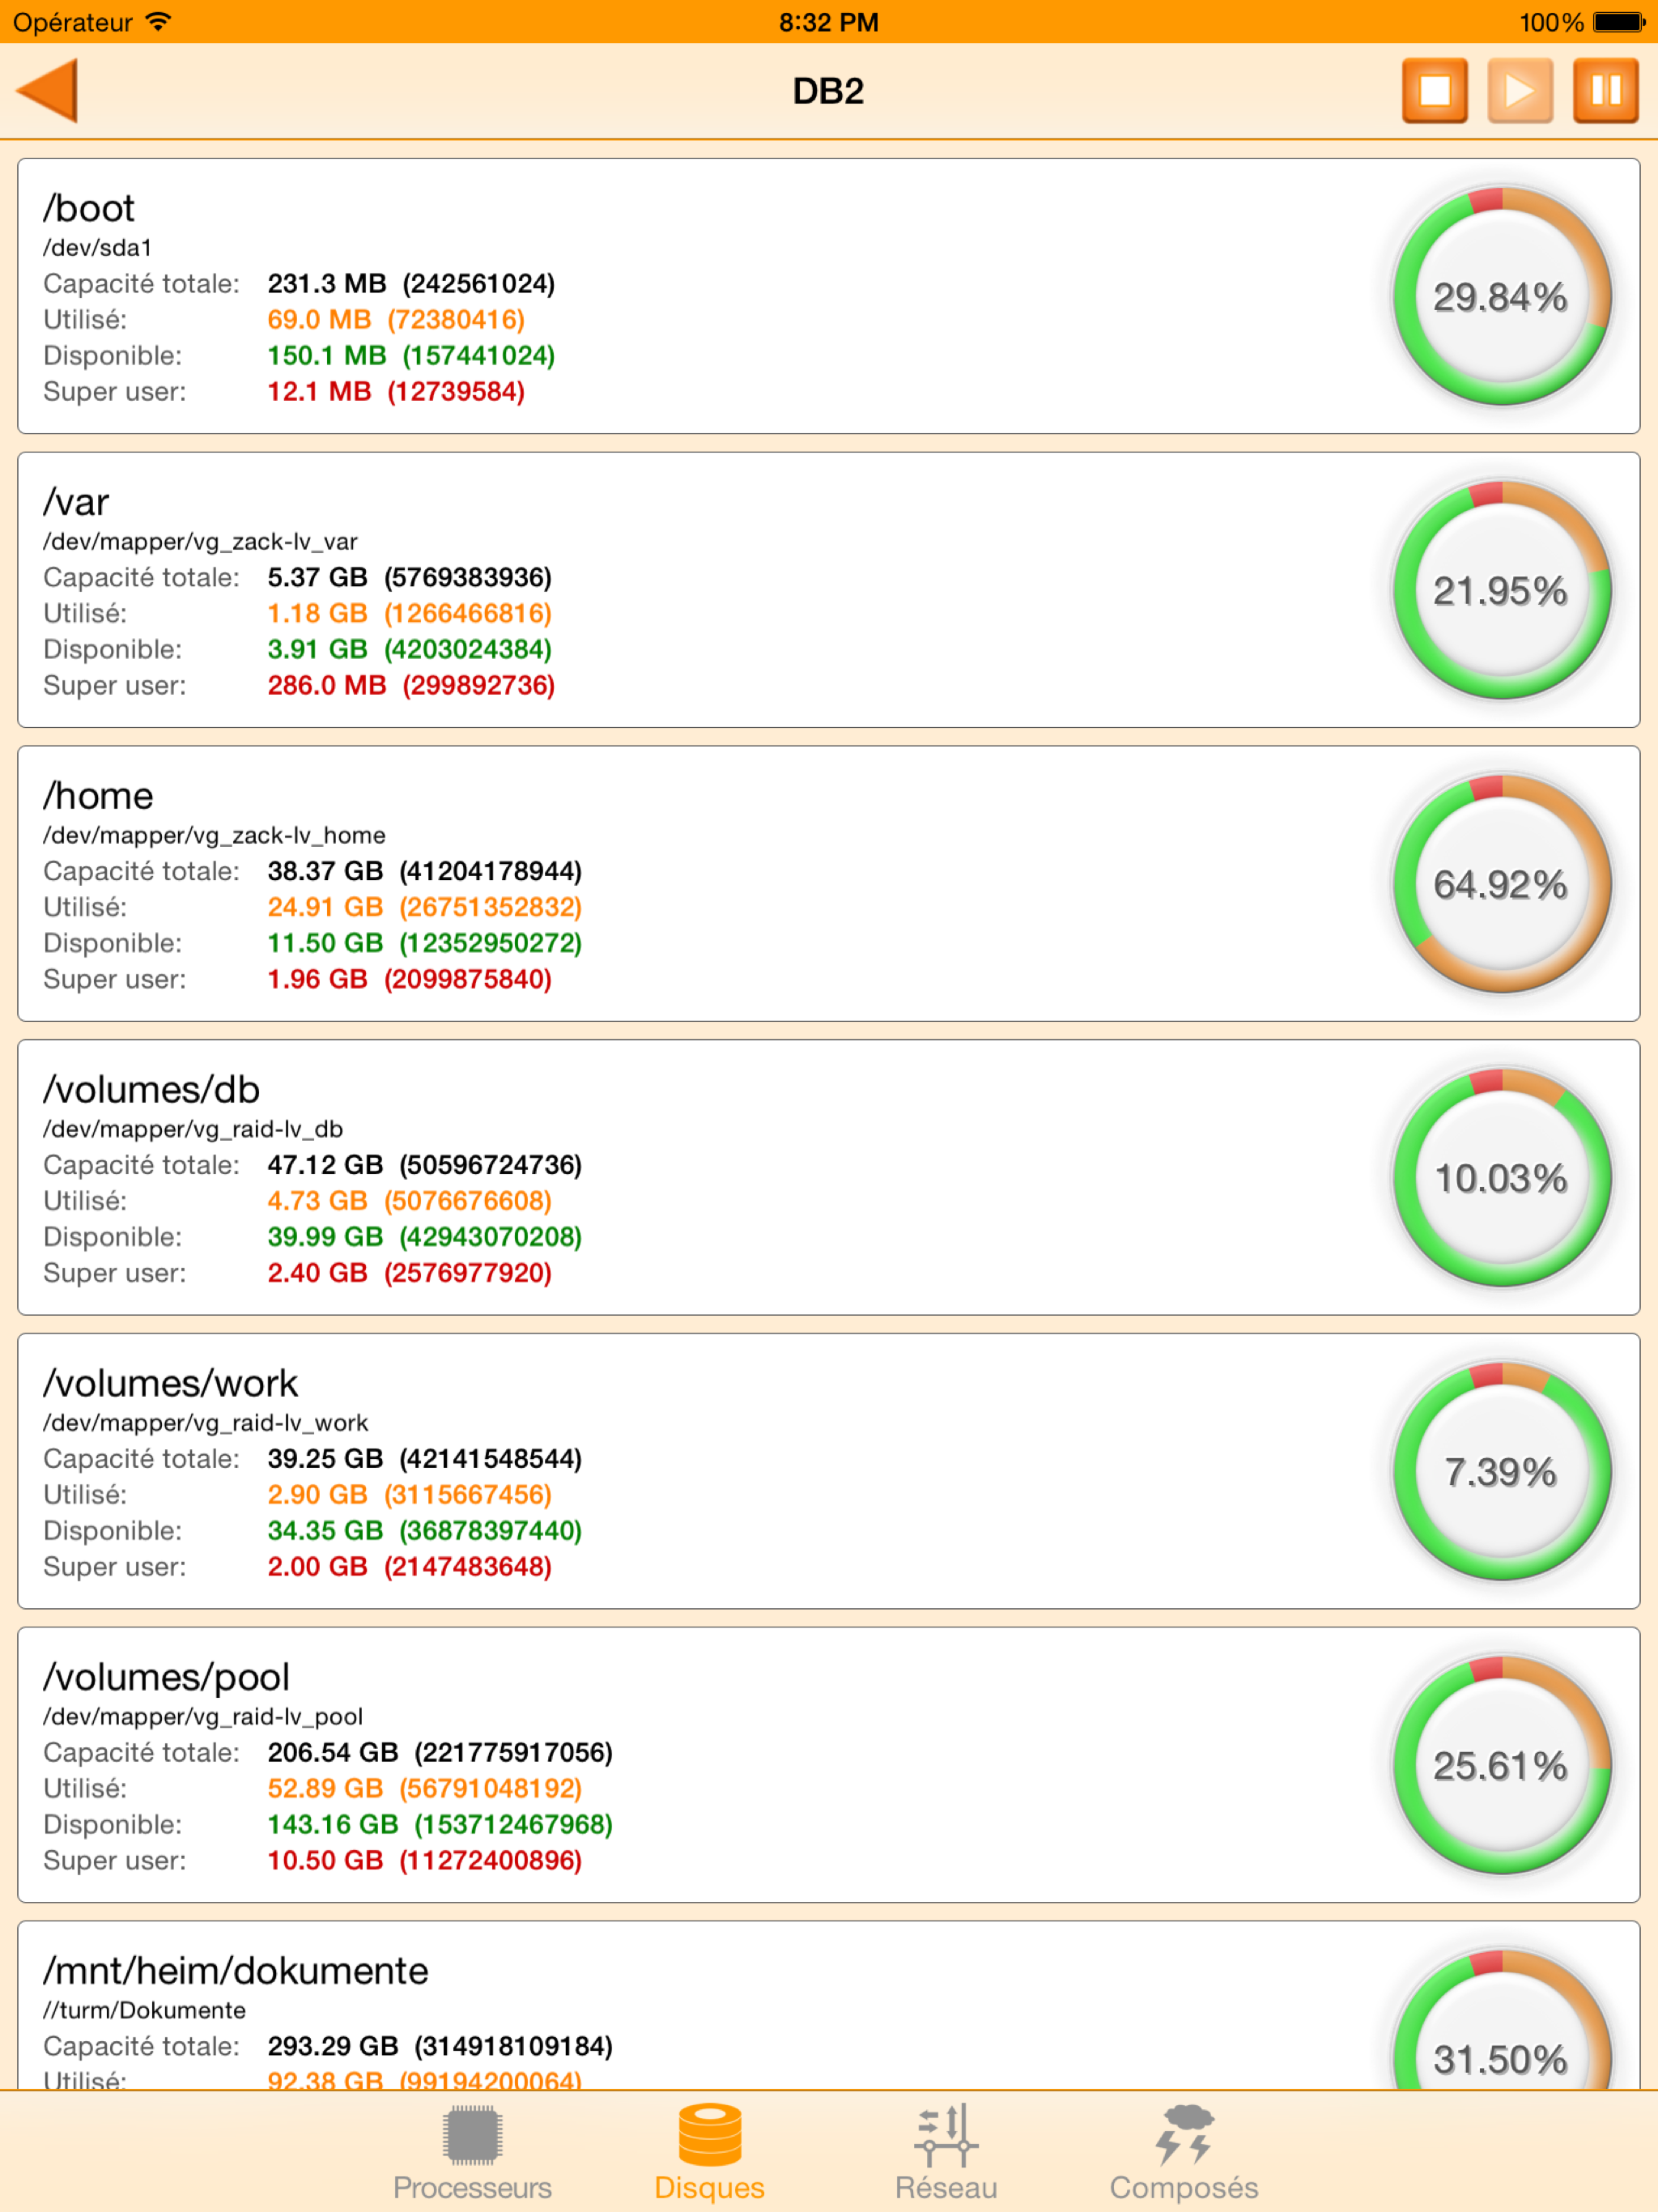 Opérateur 8:32 PM 100%
DB2
/boot
/dev/sda1
Capacité totale: 231.3 MB (242561024)
Utilisé: 69.0 MB (72380416)
Disponible: 150.1 MB (157441024)
Super user: 12.1 MB (12739584)
29.84%
/var
/dev/mapper/vg_zack-lv_var
Capacité totale: 5.37 GB (5769383936)
Utilisé: 1.18 GB (1266466816)
Disponible: 3.91 GB (4203024384)
Super user: 286.0 MB (299892736)
21.95%
/home
/dev/mapper/vg_zack-lv_home
Capacité totale: 38.37 GB (41204178944)
Utilisé: 24.91 GB (26751352832)
Disponible: 11.50 GB (12352950272)
Super user: 1.96 GB (2099875840)
64.92%
/volumes/db
/dev/mapper/vg_raid-lv_db
Capacité totale: 47.12 GB (50596724736)
Utilisé: 4.73 GB (5076676608)
Disponible: 39.99 GB (42943070208)
Super user: 2.40 GB (2576977920)
10.03%
/volumes/work
/dev/mapper/vg_raid-lv_work
Capacité totale: 39.25 GB (42141548544)
Utilisé: 2.90 GB (3115667456)
Disponible: 34.35 GB (36878397440)
Super user: 2.00 GB (2147483648)
7.39%
/volumes/pool
/dev/mapper/vg_raid-lv_pool
Capacité totale: 206.54 GB (221775917056)
Utilisé: 52.89 GB (56791048192)
Disponible: 143.16 GB (153712467968)
Super user: 10.50 GB (11272400896)
25.61%
/mnt/heim/dokumente
//turm/Dokumente
Capacité totale: 293.29 GB (314918109184)
Utilisé: 92.38 GB (99194200064)
31.50%
Processeurs Disques Réseau Composés